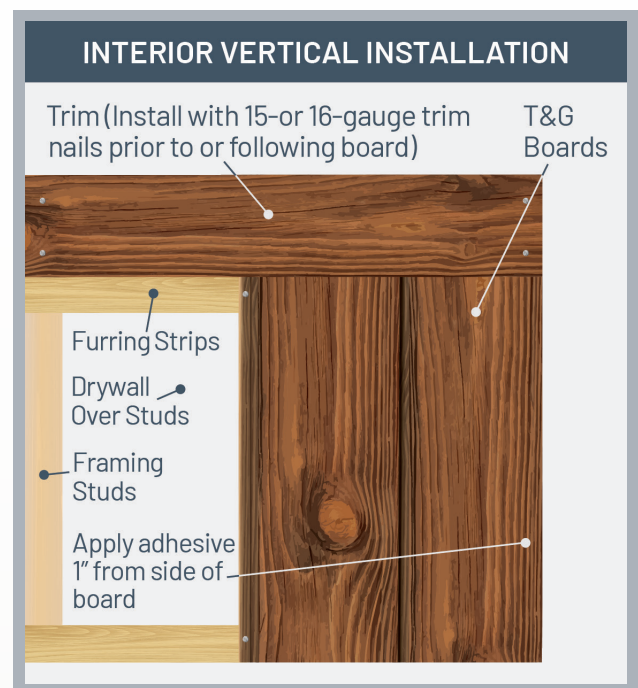 INTERIOR VERTICAL INSTALLATION
Trim (Install with 15-or 16-gauge trim
nails prior to or following board)
T&G
Boards
Furring Strips
Drywall
Over Studs
Framing
Studs
Apply adhesive
1” from side of
board